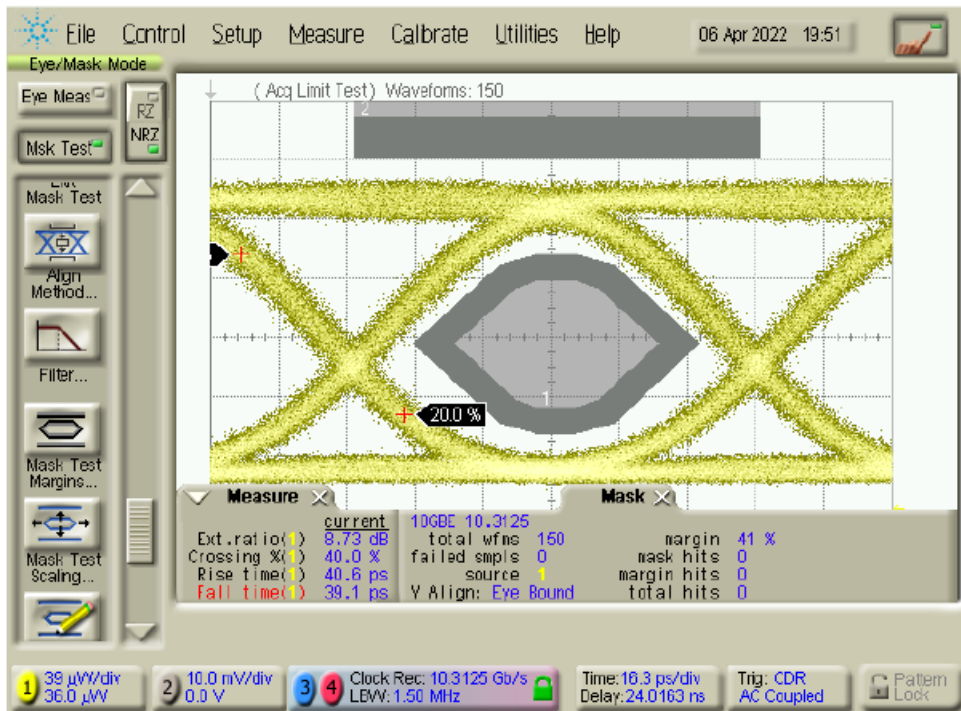 File Control Setup Measure Calibrate Utilities Help 06 Apr 2022 19:51
Eye/Mask Mode
Eye Meas
RZ
NRZ
Msk Test
( Acq Limit Test) Waveforms: 150
2
Mask Test
Align
Method...
Filter...
1
20.0 %
Mask Test
Margins...
Mask Test
Scaling...
Measure Mask
current
Ext.ratio(1) 8.73 dB
Crossing %(1) 40.0 %
Rise time(1) 40.6 ps
Fall time(1) 39.1 ps
10GBE 10.3125
total wfms 150
failed smpls 0
source 1
Y Align: Eye Bound
margin 41 %
mask hits 0
margin hits 0
total hits 0
1 39 µW/div
36.0 µW
2 10.0 mV/div
0.0 V
3 4 Clock Rec: 10.3125 Gb/s
LBW: 1.50 MHz
Time:16.3 ps/div
Delay:24.0163 ns
Trig: CDR
AC Coupled
Pattern
Lock